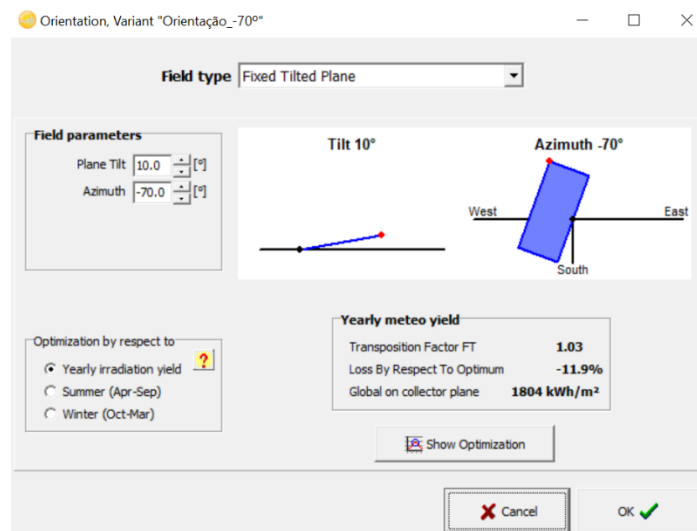 Orientation, Variant "Orientação_-70º"
Field type Fixed Tilted Plane
Field parameters
Plane Tilt 10.0 [º]
Azimuth -70.0 [º]
Tilt 10°
Azimuth -70°
West
East
South
Optimization by respect to
?
Yearly irradiation yield
Summer (Apr-Sep)
Winter (Oct-Mar)
Yearly meteo yield
Transposition Factor FT 1.03
Loss By Respect To Optimum -11.9%
Global on collector plane 1804 kWh/m²
Show Optimization
Cancel
OK